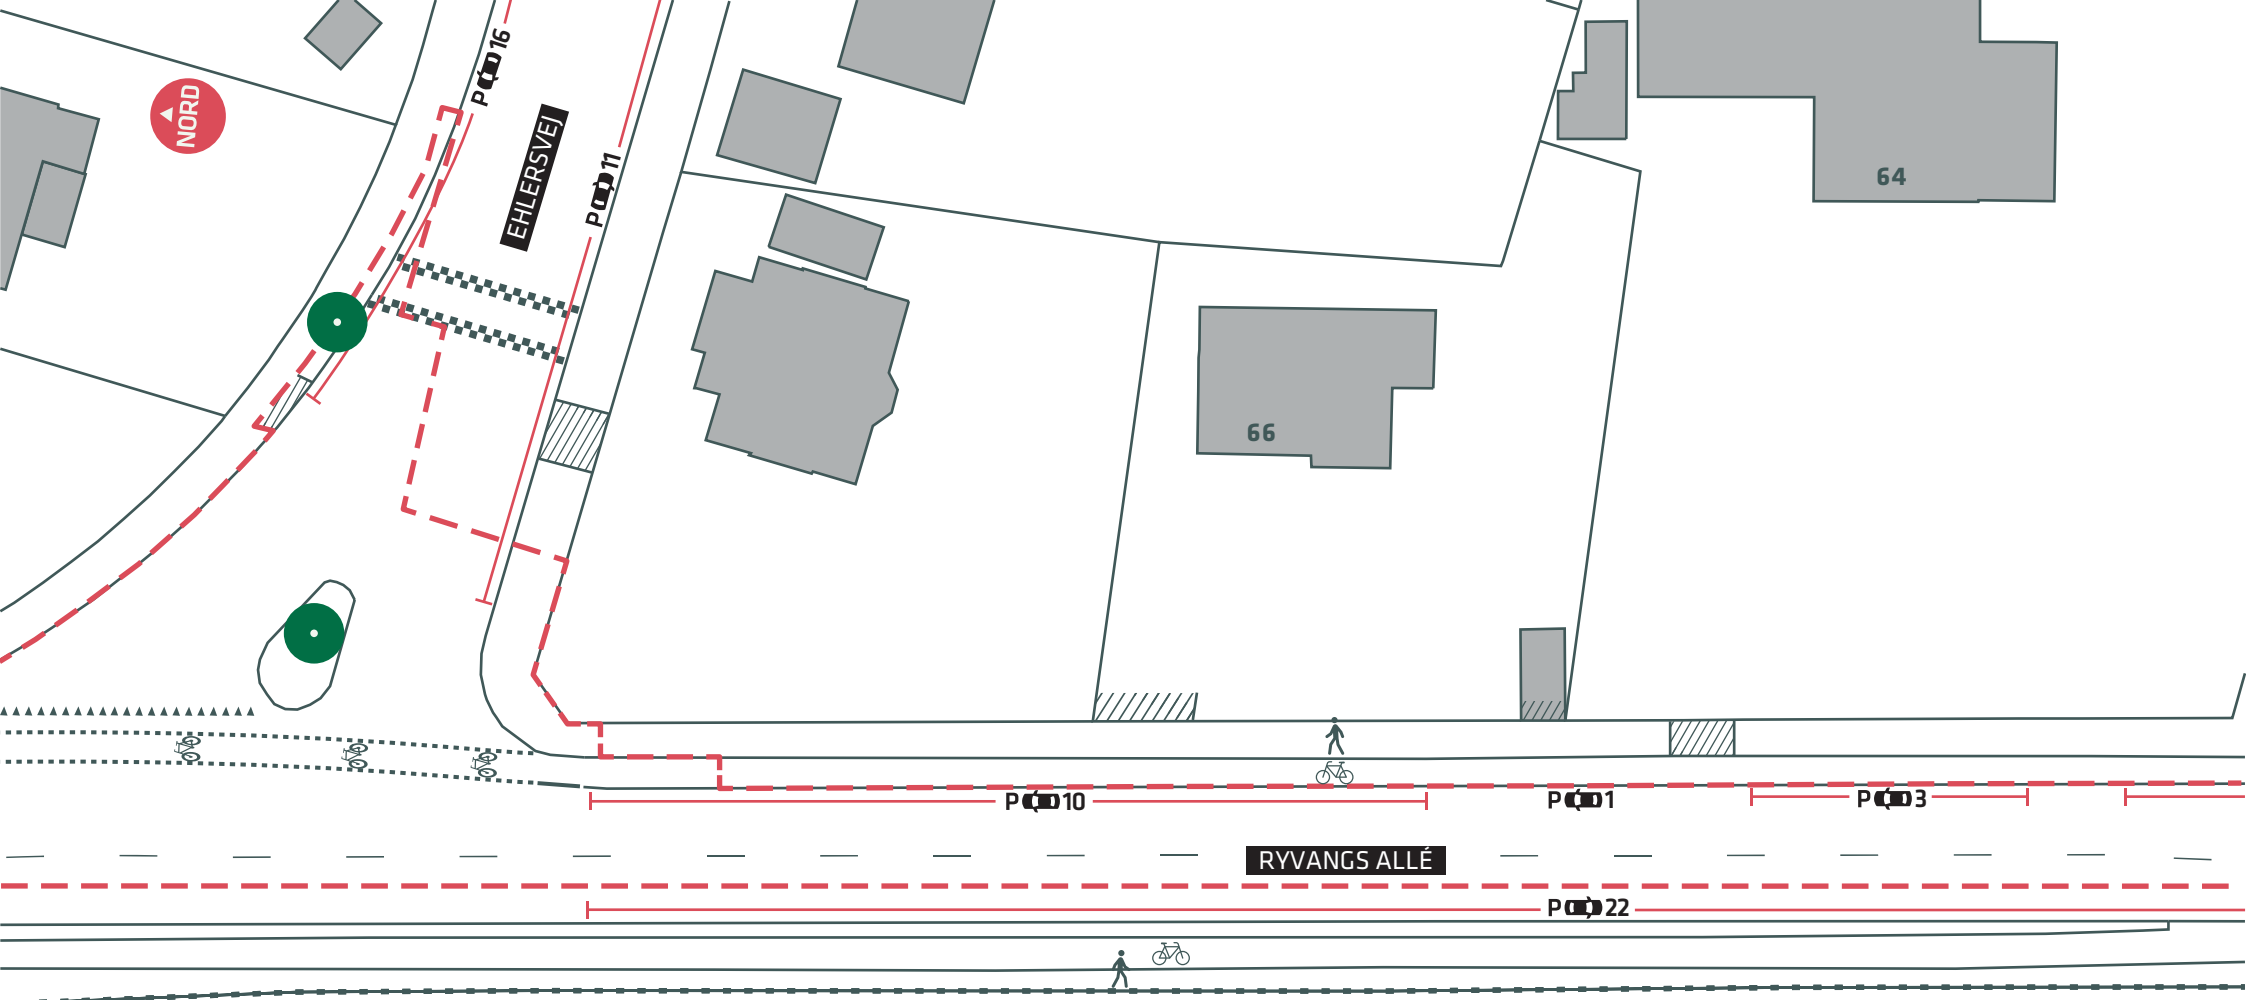 P 16
NORD
EHLERSVEJ
P 11
64
66
P 10
P 1
P 3
RYVANGS ALLÉ
P 22